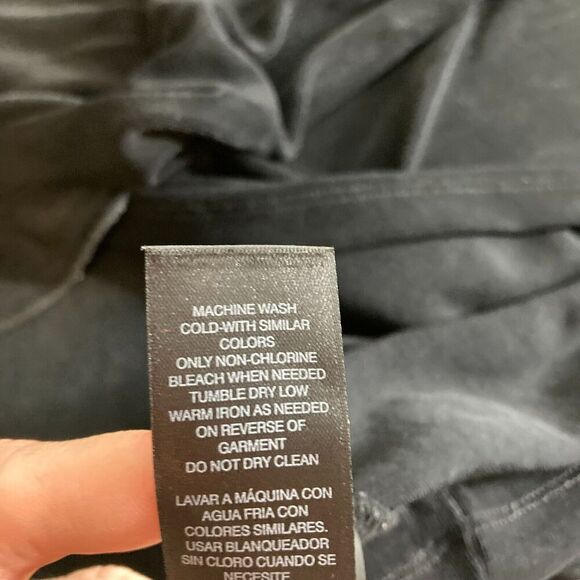 MACHINE WASH
COLD-WITH SIMILAR
COLORS
ONLY NON-CHLORINE
BLEACH WHEN NEEDED
TUMBLE DRY LOW
WARM IRON AS NEEDED
ON REVERSE OF
GARMENT
DO NOT DRY CLEAN
LAVAR A MÁQUINA CON
AGUA FRIA CON
COLORES SIMILARES.
USAR BLANQUEADOR
SIN CLORO CUANDO SE
NECESITE